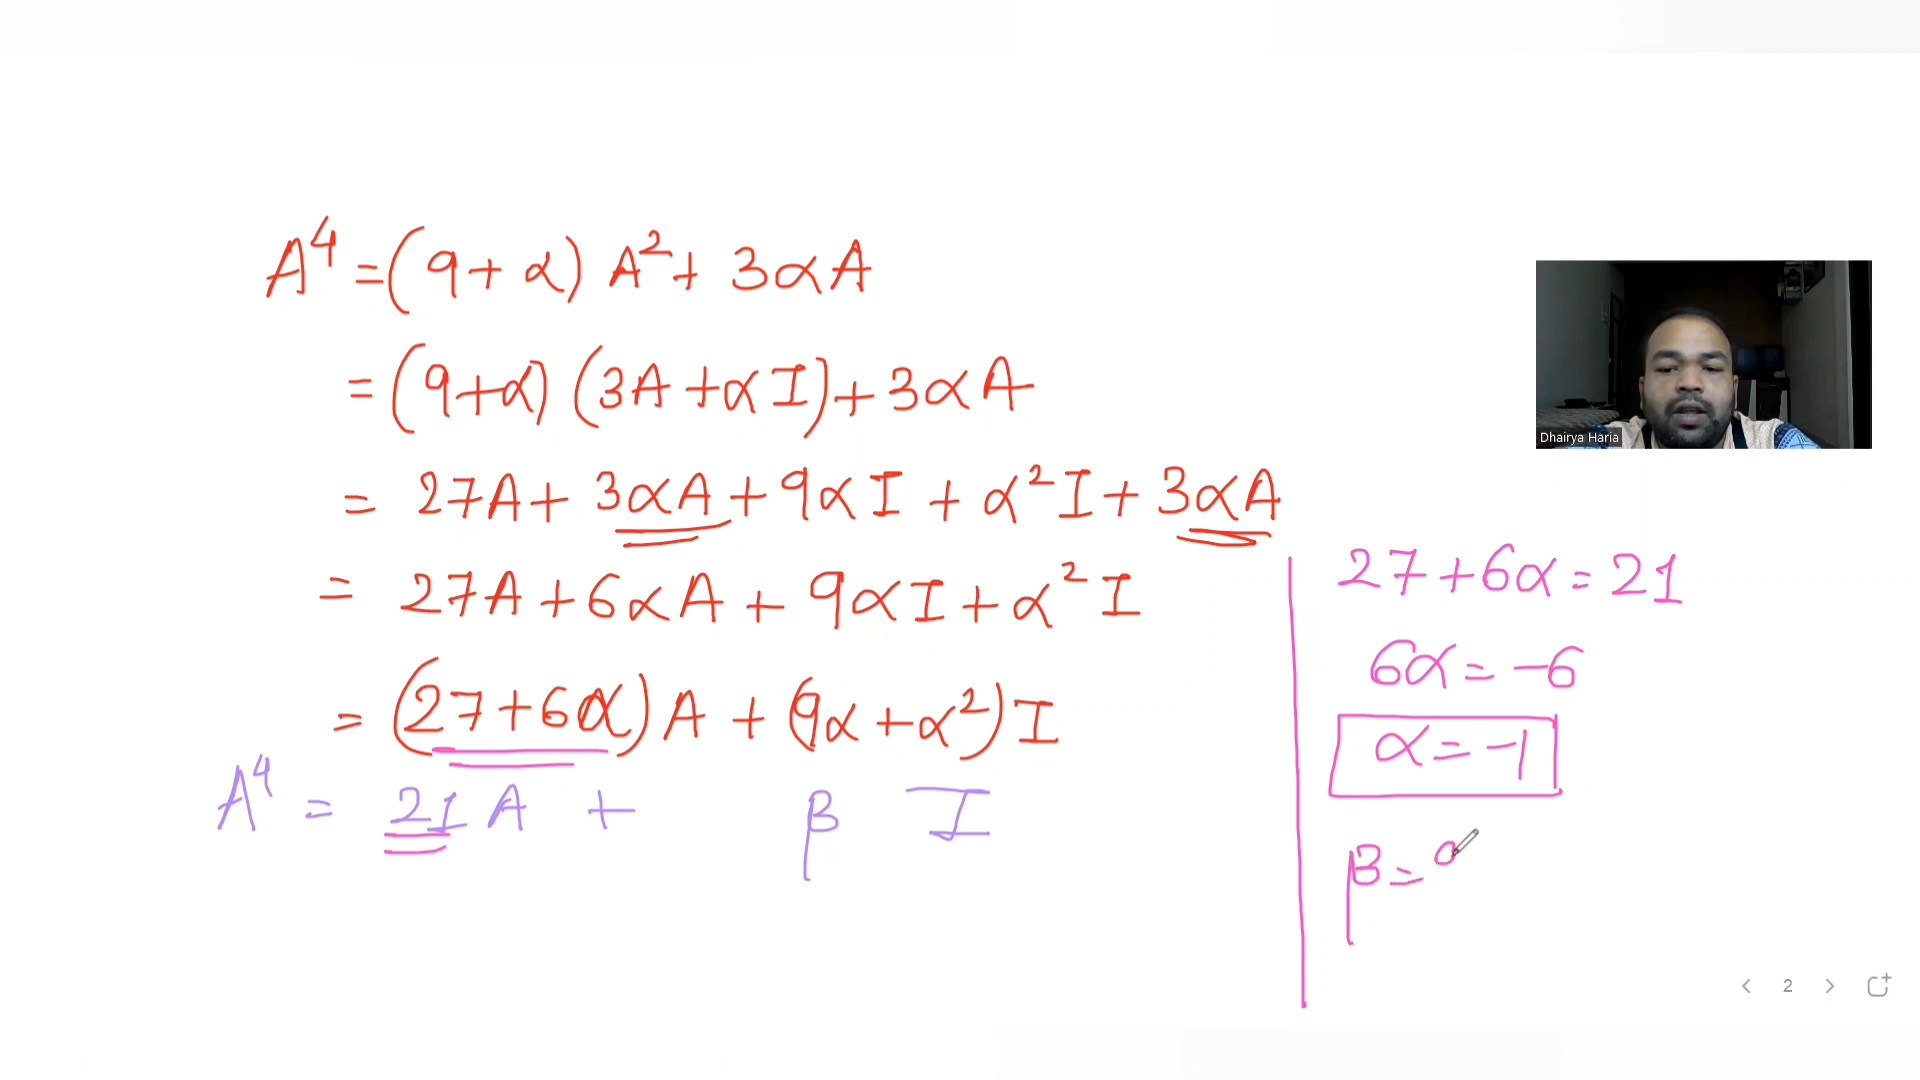 A⁴ = (9 + α) A² + 3αA
= (9+α) (3A + αI) + 3αA
= 27A + 3αA + 9αI + α²I + 3αA
= 27A + 6αA + 9αI + α²I
= (27 + 6α) A + (9α + α²) I
A⁴ = 21 A + β I
Dhairya Haria
27 + 6α = 21
6α = -6
α = -1
β =
2